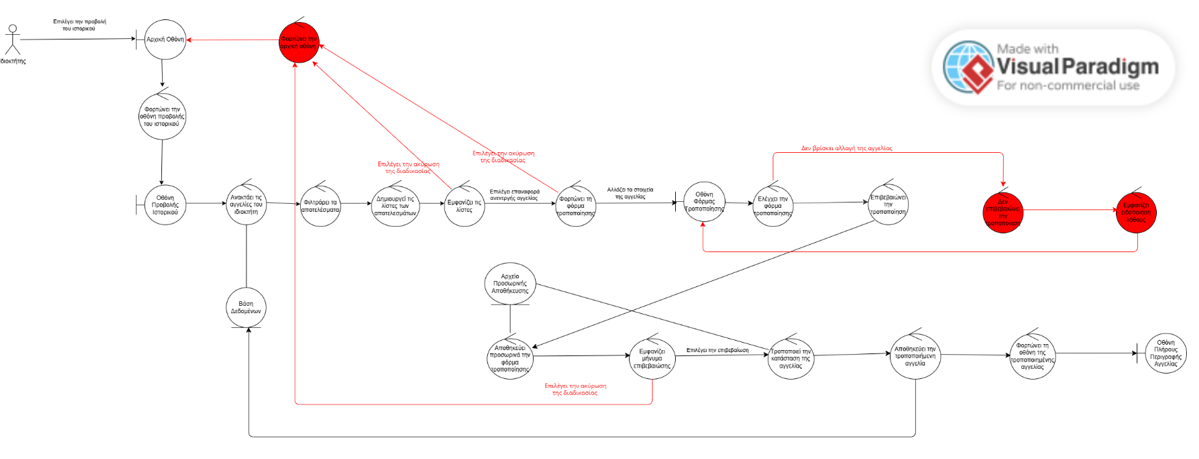 Επιλέγει την προβολή
του ιστορικού
ιδιοκτήτης
Αρχική Οθόνη
Φορτώνει την
αρχική οθόνη
Made with
Visual Paradigm
For non-commercial use
Φορτώνει την
οθόνη προβολής
του ιστορικού
Επιλέγει την ακύρωση
της διαδικασίας
Επιλέγει την ακύρωση
της διαδικασίας
Δεν βρίσκει αλλαγή της αγγελίας
Οθόνη
Προβολής
Ιστορικού
Ανακτάει τις
αγγελίες του
ιδιοκτήτη
Φιλτράρει τα
αποτελέσματα
Δημιουργεί τις
λίστες των
αποτελεσμάτων
Εμφανίζει τις
λίστες
Επιλέγει επαναφορά
ανενεργής αγγελίας
Φορτώνει τη
φόρμα
τροποποίησης
Αλλάζει τα στοιχεία
της αγγελίας
Οθόνη
Φόρμας
Τροποποίησης
Ελέγχει την
φόρμα
τροποποίησης
Επιβεβαιώνει
την
τροποποίηση
Δεν
επιβεβαιώνει
την
τροποποίηση
Εμφανίζει
ειδοποίηση
λάθους
Βάση
Δεδομένων
Αρχείο
Προσωρινής
Αποθήκευσης
Αποθηκεύει
προσωρινά την
φόρμα
τροποποίησης
Εμφανίζει
μήνυμα
επιβεβαίωσης
Επιλέγει την επιβεβαίωση
Τροποποιεί την
κατάσταση της
αγγελίας
Αποθηκεύει την
τροποποιημένη
αγγελία
Φορτώνει τη
οθόνη της
τροποποιημένης
αγγελίας
Οθόνη
Πλήρους
Περιγραφής
Αγγελίας
Επιλέγει την ακύρωση
της διαδικασίας